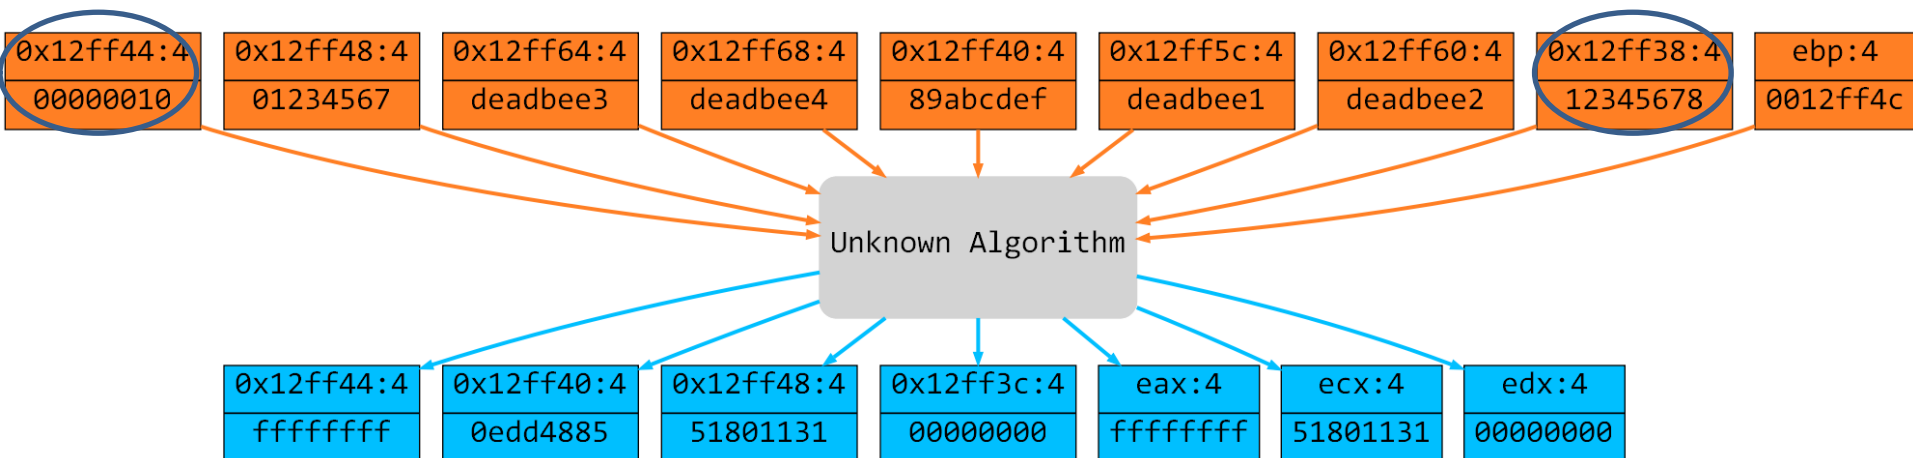 0x12ff44:4
00000010
0x12ff48:4
01234567
0x12ff64:4
deadbee3
0x12ff68:4
deadbee4
0x12ff40:4
89abcdef
0x12ff5c:4
deadbee1
0x12ff60:4
deadbee2
0x12ff38:4
12345678
ebp:4
0012ff4c
Unknown Algorithm
0x12ff44:4
ffffffff
0x12ff40:4
0edd4885
0x12ff48:4
51801131
0x12ff3c:4
00000000
eax:4
ffffffff
ecx:4
51801131
edx:4
00000000